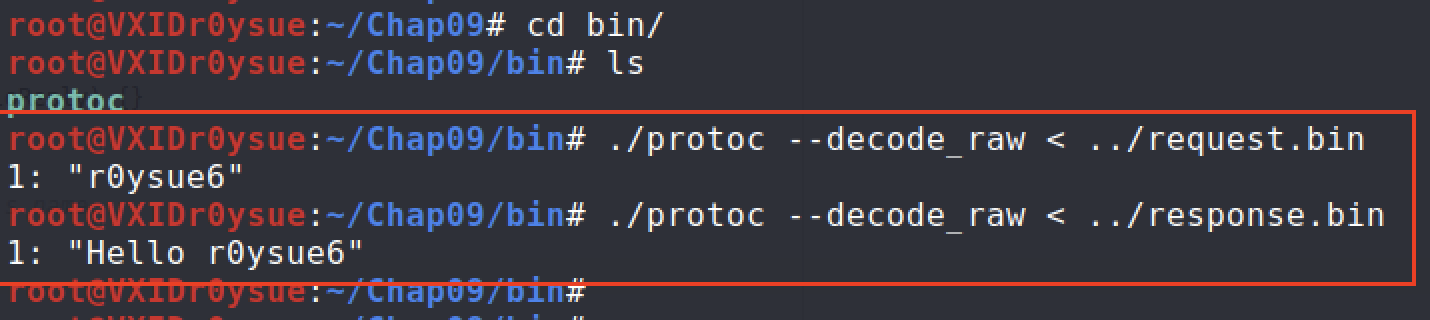 root@VXIDr0ysue:~/Chap09# cd bin/
root@VXIDr0ysue:~/Chap09/bin# ls
protoc
root@VXIDr0ysue:~/Chap09/bin# ./protoc --decode_raw < ../request.bin
1: "r0ysue6"
root@VXIDr0ysue:~/Chap09/bin# ./protoc --decode_raw < ../response.bin
1: "Hello r0ysue6"
root@VXIDr0ysue:~/Chap09/bin#